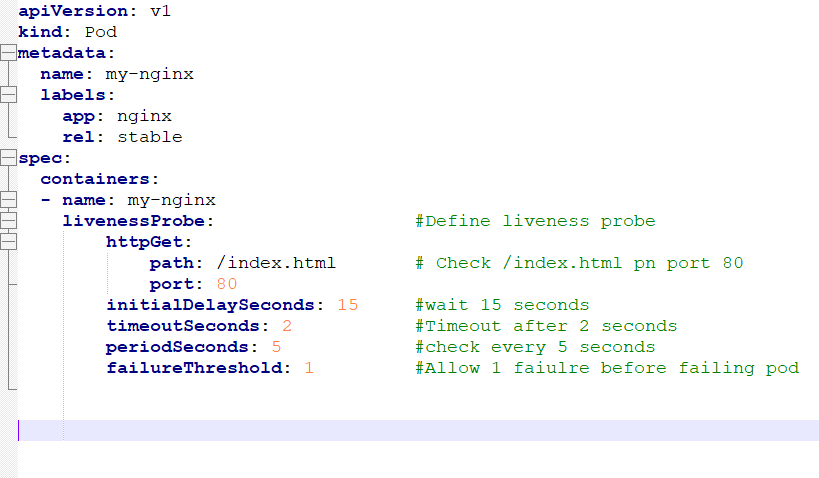 apiVersion: v1
kind: Pod
metadata:
  name: my-nginx
  labels:
    app: nginx
    rel: stable
spec:
  containers:
  - name: my-nginx
    livenessProbe:                  #Define liveness probe
        httpGet:
            path: /index.html       # Check /index.html pn port 80
            port: 80
        initialDelaySeconds: 15     #wait 15 seconds
        timeoutSeconds: 2           #Timeout after 2 seconds
        periodSeconds: 5            #check every 5 seconds
        failureThreshold: 1         #Allow 1 faiulre before failing pod